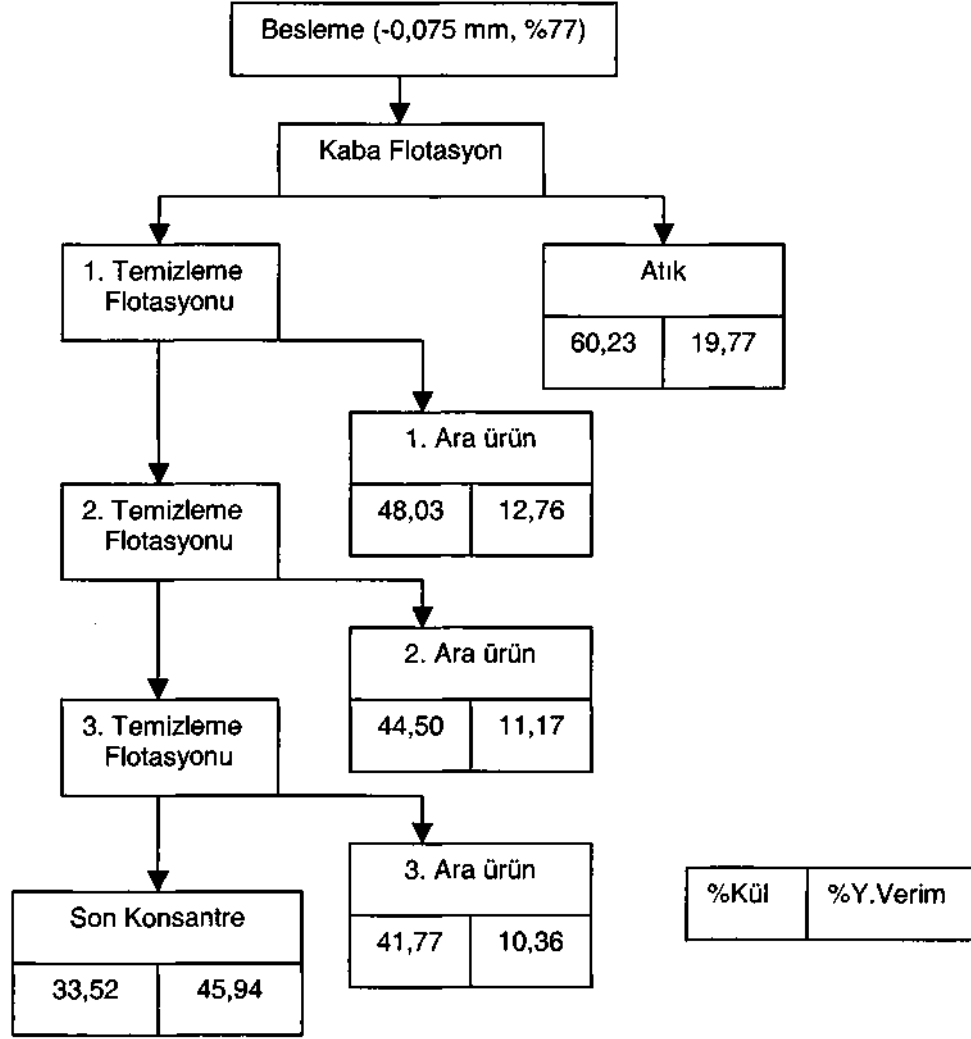 Besleme (-0,075 mm, %77)
Kaba Flotasyon
1. Temizleme
Flotasyonu
Atık
60,23 19,77
1. Ara ürün
48,03 12,76
2. Temizleme
Flotasyonu
2. Ara ürün
44,50 11,17
3. Temizleme
Flotasyonu
3. Ara ürün
41,77 10,36
%Kül %Y.Verim
Son Konsantre
33,52 45,94